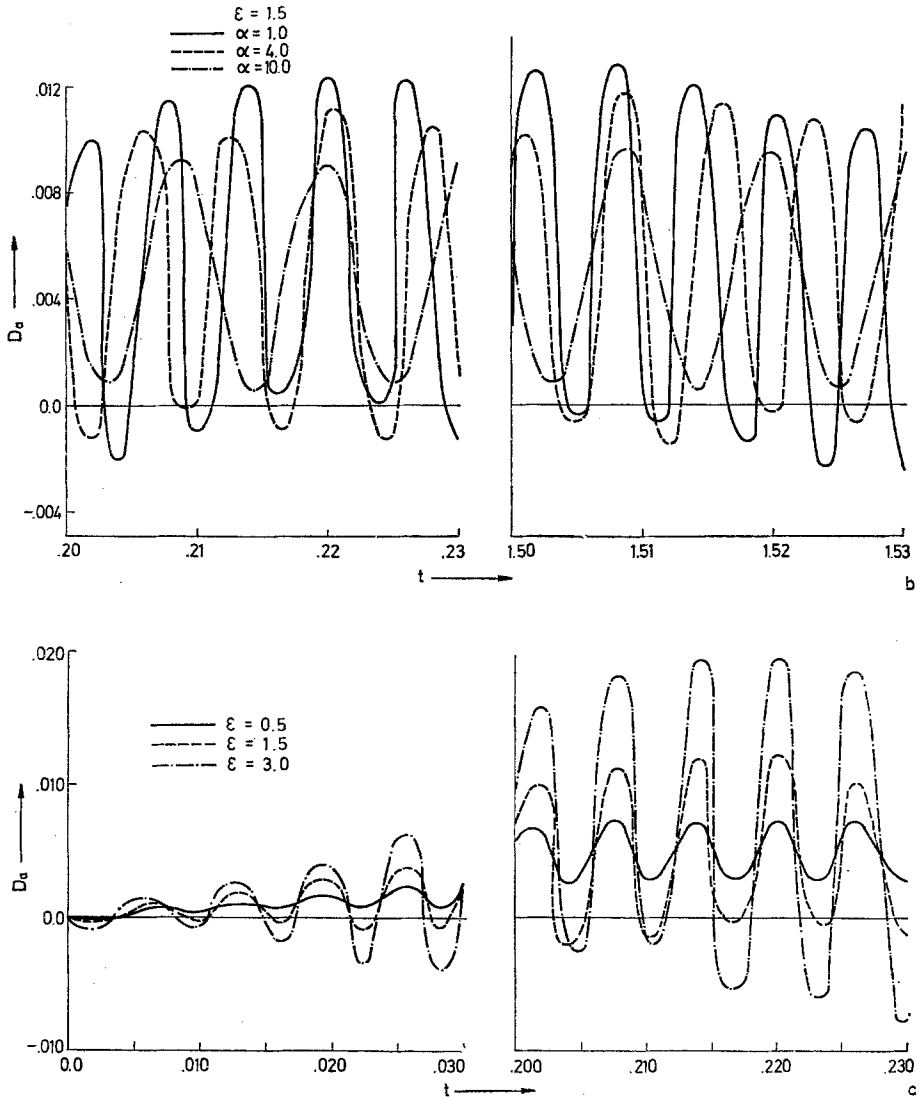 ε = 1.5
α = 1.0
α = 4.0
α = 10.0
.012
.008
.004
0.0
-.004
Dₐ
.20 .21 .22 .23
1.50 1.51 1.52 1.53
t
b
.020
.010
0.0
-.010
Dₐ
ε = 0.5
ε = 1.5
ε = 3.0
0.0 .010 .020 .030
.200 .210 .220 .230
t
c